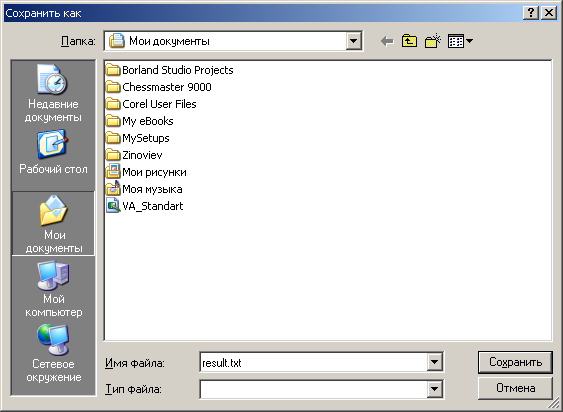 Сохранить как
Папка:
Мои документы
Недавние
документы
Рабочий стол
Мои
документы
Мой
компьютер
Сетевое
окружение
Borland Studio Projects
Chessmaster 9000
Corel User Files
My eBooks
MySetups
Zinoviev
Мои рисунки
Моя музыка
VA_Standart
Имя файла:
result.txt
Сохранить
Тип файла:
Отмена